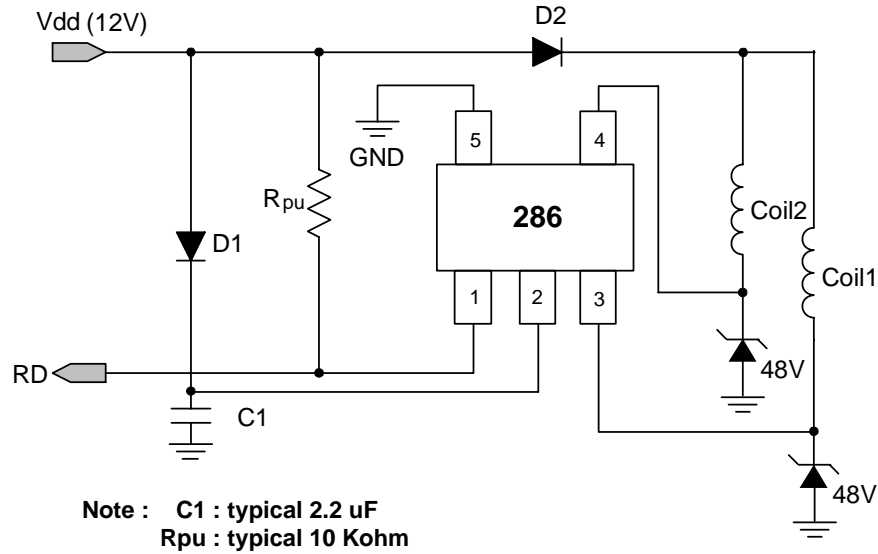 Vdd (12V)
D2
5
4
GND
Rpu
286
Coil2
D1
Coil1
1
2
3
RD
48V
C1
48V
Note : C1 : typical 2.2 uF
Rpu : typical 10 Kohm